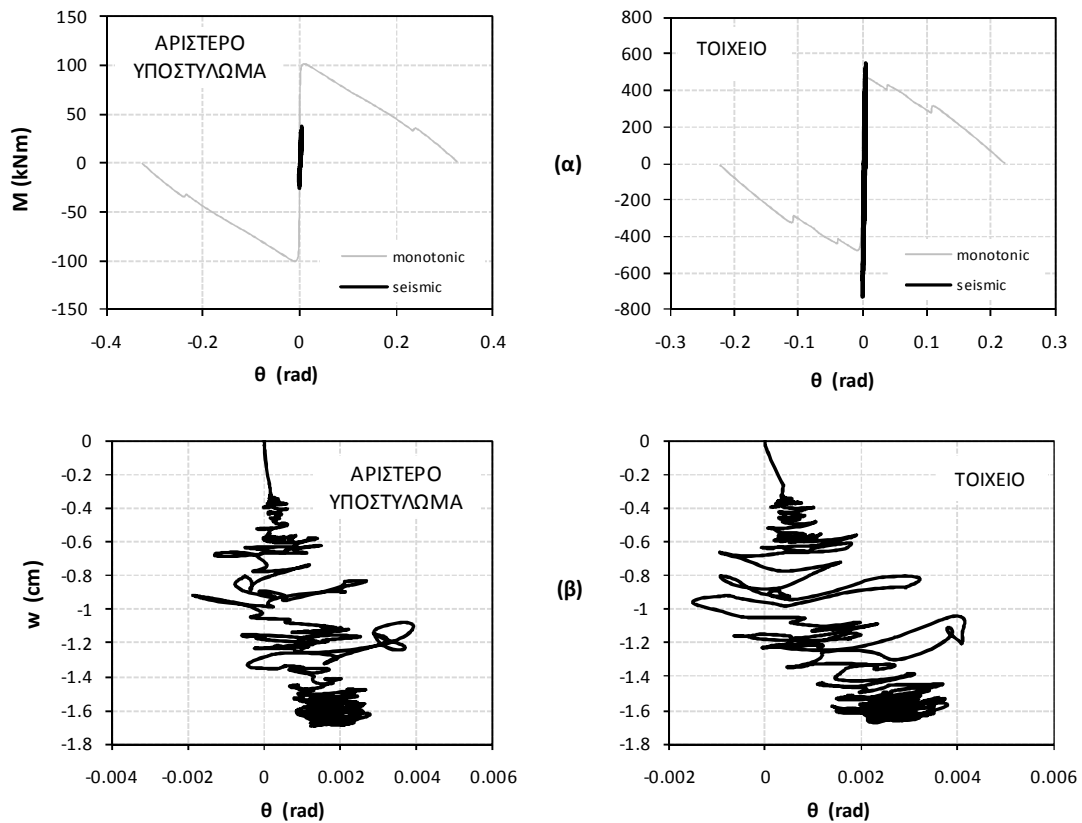 150
100
50
0
-50
-100
-150
M (kNm)
ΑΡΙΣΤΕΡΟ
ΥΠΟΣΤΥΛΩΜΑ
monotonic
seismic
-0.4 -0.2 0 0.2 0.4
θ (rad)
(α)
800
600
400
200
0
-200
-400
-600
-800
ΤΟΙΧΕΙΟ
monotonic
seismic
-0.3 -0.2 -0.1 0 0.1 0.2 0.3
θ (rad)
0
-0.2
-0.4
-0.6
-0.8
-1
-1.2
-1.4
-1.6
-1.8
w (cm)
ΑΡΙΣΤΕΡΟ
ΥΠΟΣΤΥΛΩΜΑ
-0.004 -0.002 0 0.002 0.004 0.006
θ (rad)
(β)
0
-0.2
-0.4
-0.6
-0.8
-1
-1.2
-1.4
-1.6
-1.8
ΤΟΙΧΕΙΟ
-0.002 0 0.002 0.004 0.006
θ (rad)